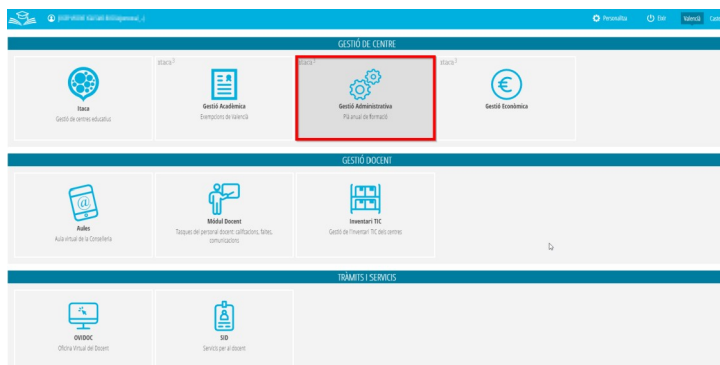 Personalitza
Eixir
Valencià
GESTIÓ DE CENTRE
Itaca
Gestió de centres educatius
itaca3
Gestió Acadèmica
Exempcions de Valencià
itaca3
Gestió Administrativa
Pla anual de formació
itaca3
Gestió Econòmica
GESTIÓ DOCENT
@
Aules
Aula virtual de la Conselleria
Mòdul Docent
Tasques del personal docent: calificacions, faltes,
comunicacions
Inventari TIC
Gestió de l'inventari TIC dels centres
TRÀMITS I SERVICIS
OVIDOC
Oficina Virtual del Docent
SID
Servicis per al docent